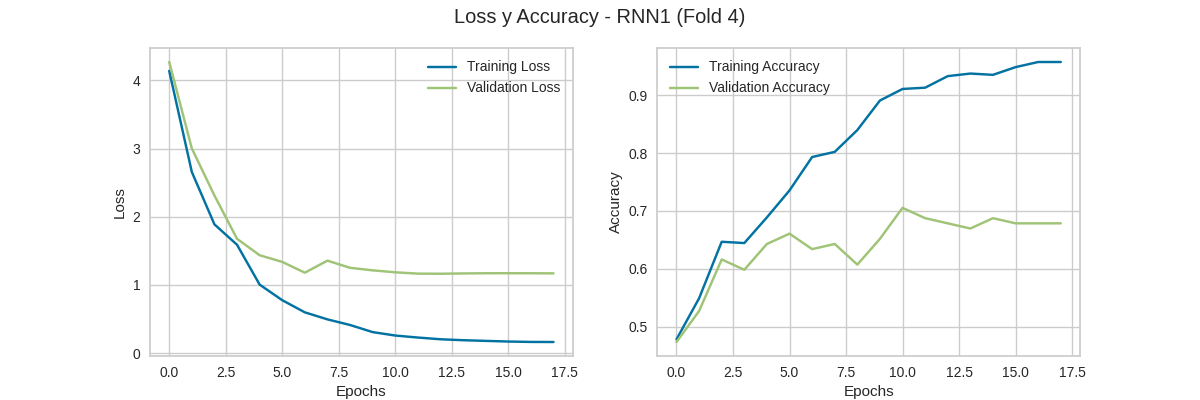 Loss y Accuracy - RNN1 (Fold 4)
Training Loss
Validation Loss
4
3
2
1
0
Loss
0.0 2.5 5.0 7.5 10.0 12.5 15.0 17.5
Epochs
Training Accuracy
Validation Accuracy
0.9
0.8
0.7
0.6
0.5
Accuracy
0.0 2.5 5.0 7.5 10.0 12.5 15.0 17.5
Epochs